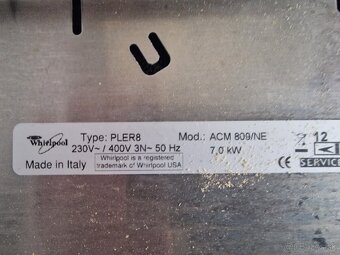 Whirlpool
Type: PLER8 Mod.: ACM 809/NE
230V~ / 400V 3N~ 50 Hz 7,0 kW
Made in Italy
Whirlpool is a registered
trademark of Whirlpool USA
12
SERVICE